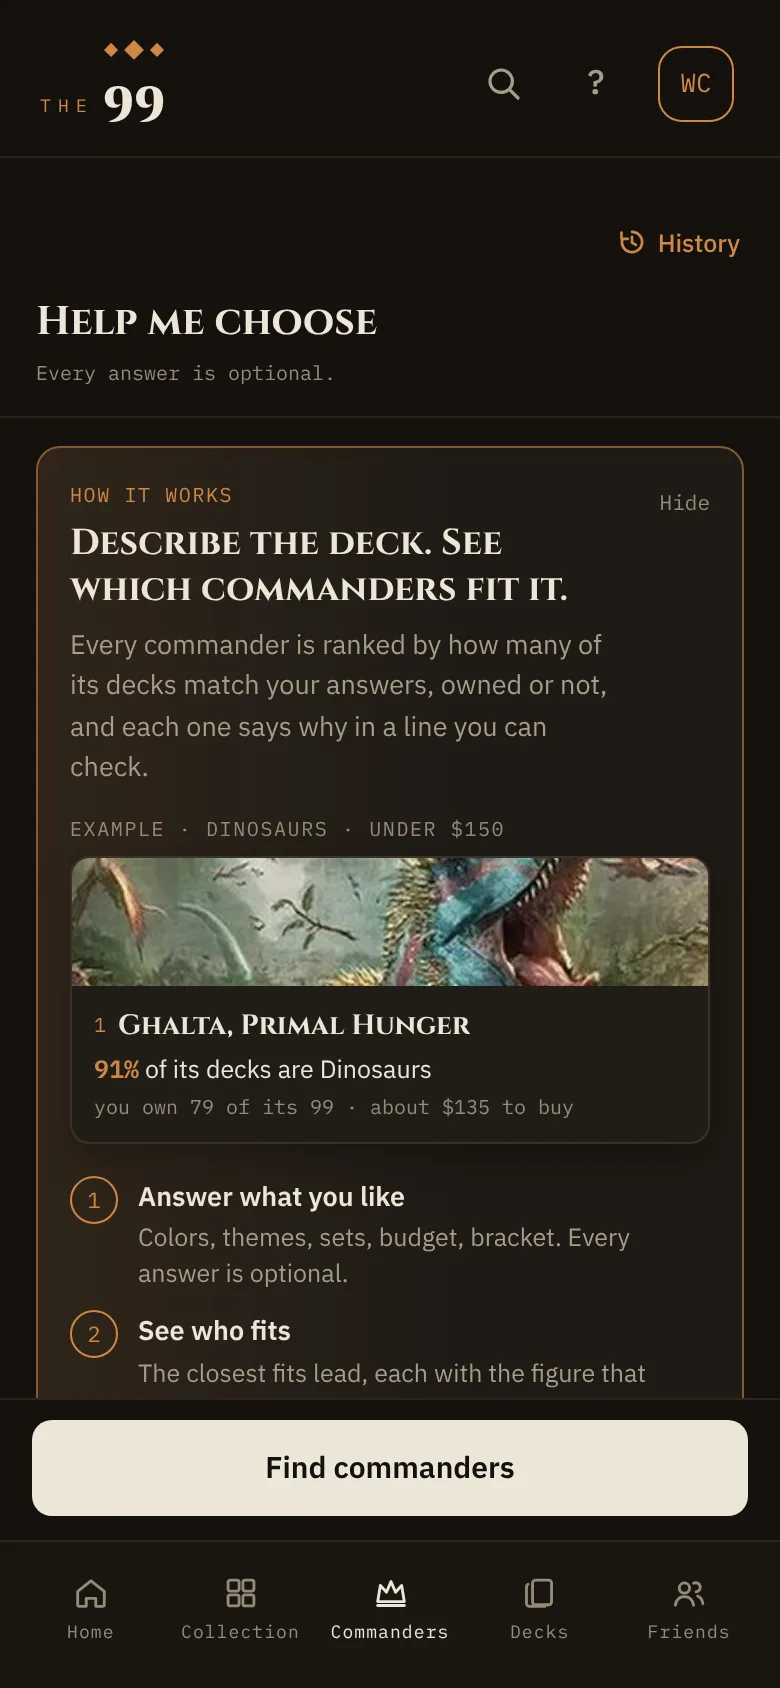 THE 99
?
WC
History
Help me choose
Every answer is optional.
HOW IT WORKS
Hide
Describe the deck. See
which commanders fit it.
Every commander is ranked by how many of
its decks match your answers, owned or not,
and each one says why in a line you can
check.
EXAMPLE · DINOSAURS · UNDER $150
1 Ghalta, Primal Hunger
91% of its decks are Dinosaurs
you own 79 of its 99 · about $135 to buy
1 Answer what you like
Colors, themes, sets, budget, bracket. Every
answer is optional.
2 See who fits
The closest fits lead, each with the figure that
Find commanders
Home Collection Commanders Decks Friends